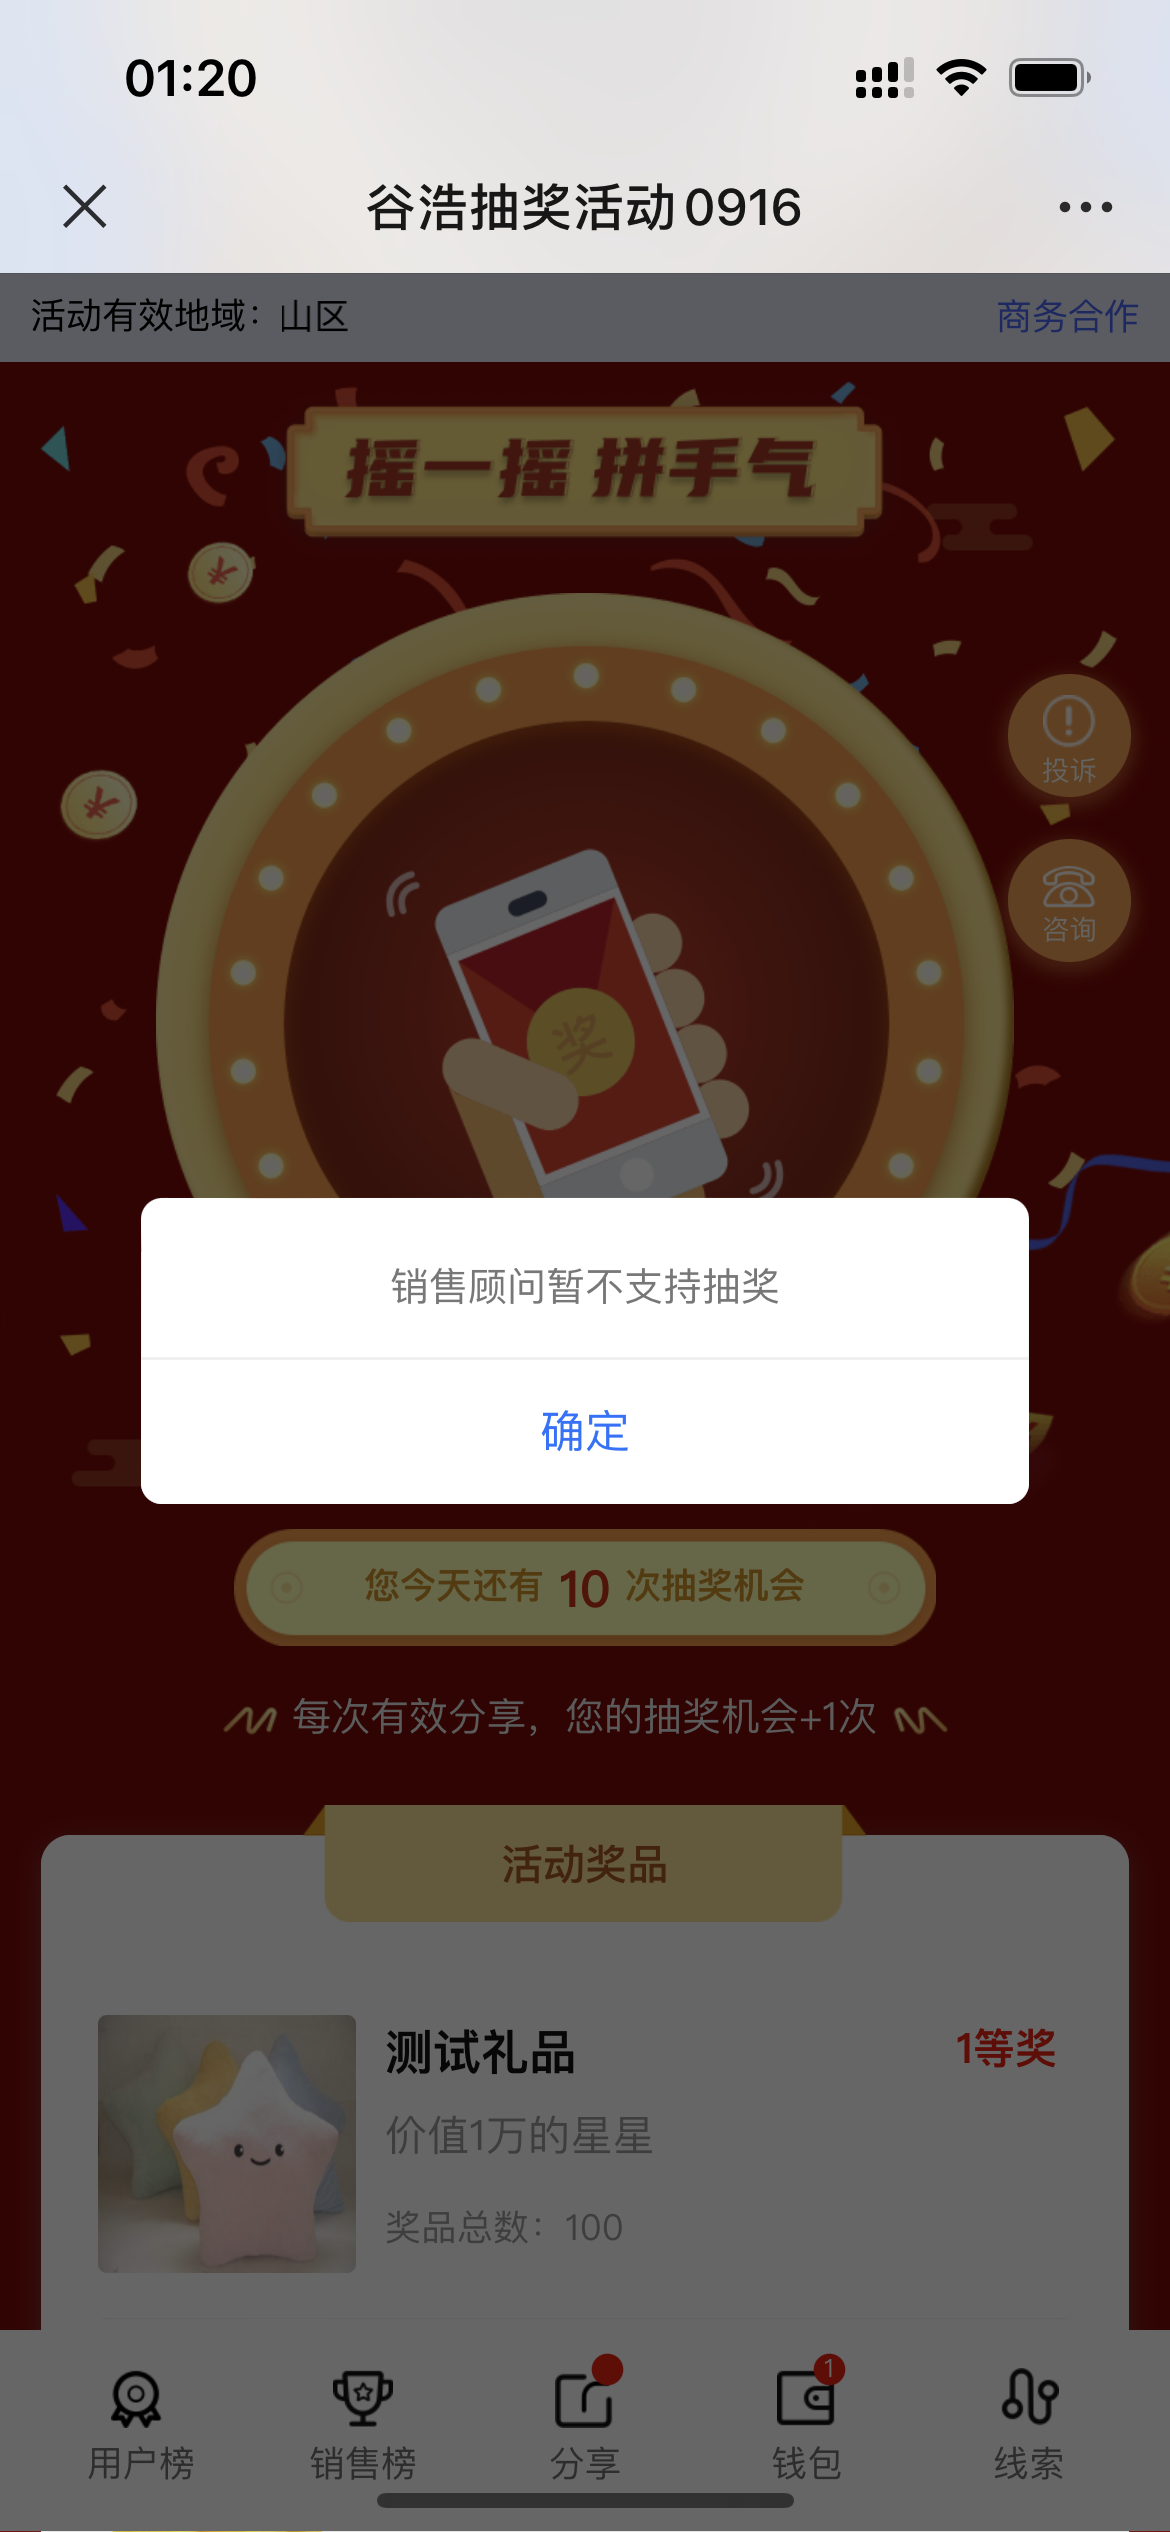 01:20
谷浩抽奖活动0916
活动有效地域：山区
商务合作
摇一摇 拼手气
¥
¥
投诉
咨询
奖
销售顾问暂不支持抽奖
确定
您今天还有 10 次抽奖机会
每次有效分享，您的抽奖机会+1次
活动奖品
测试礼品
1等奖
价值1万的星星
奖品总数：100
1
用户榜
销售榜
分享
钱包
线索